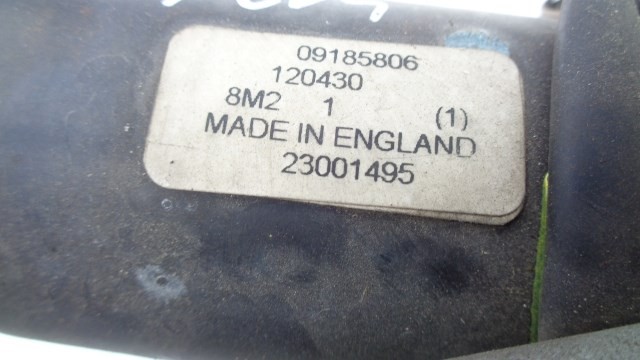 09185806
120430
8M2 1 (1)
MADE IN ENGLAND
23001495